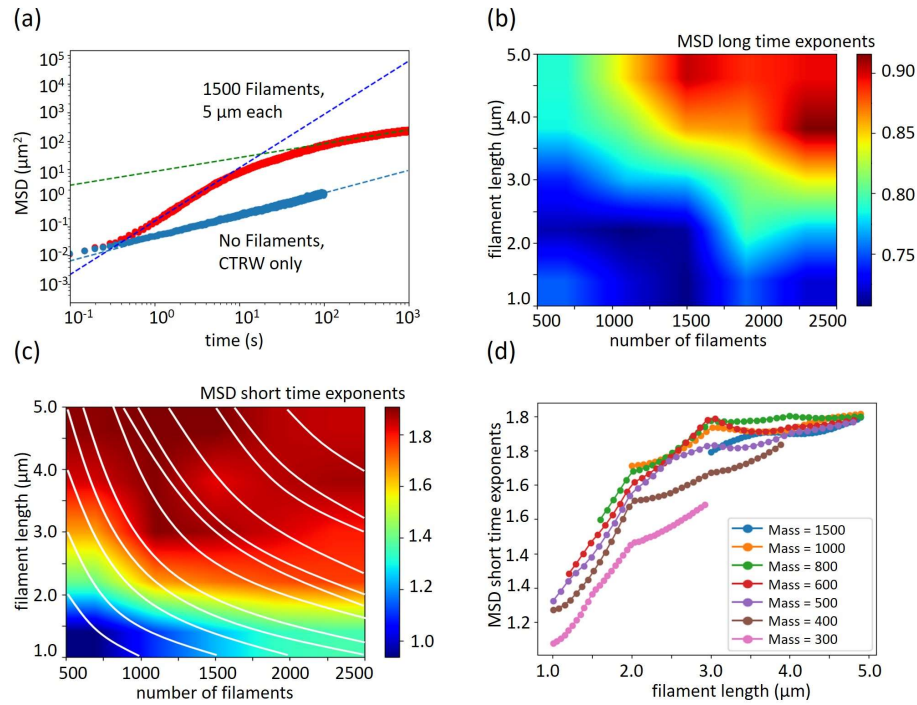 (a)
10^5
10^4
10^3
10^2
10^1
10^0
10^-1
10^-2
10^-3
MSD (µm²)
1500 Filaments,
5 µm each
No Filaments,
CTRW only
10^-1
10^0
10^1
10^2
10^3
time (s)
(b)
MSD long time exponents
5.0
4.0
3.0
2.0
1.0
filament length (µm)
500
1000
1500
2000
2500
number of filaments
0.90
0.85
0.80
0.75
(c)
MSD short time exponents
5.0
4.0
3.0
2.0
1.0
filament length (µm)
500
1000
1500
2000
2500
number of filaments
1.8
1.6
1.4
1.2
1.0
(d)
1.8
1.8
1.6
1.6
1.4
1.4
1.2
MSD short time exponents
Mass = 1500
Mass = 1000
Mass = 800
Mass = 600
Mass = 500
Mass = 400
Mass = 300
1.0
2.0
3.0
4.0
5.0
filament length (µm)